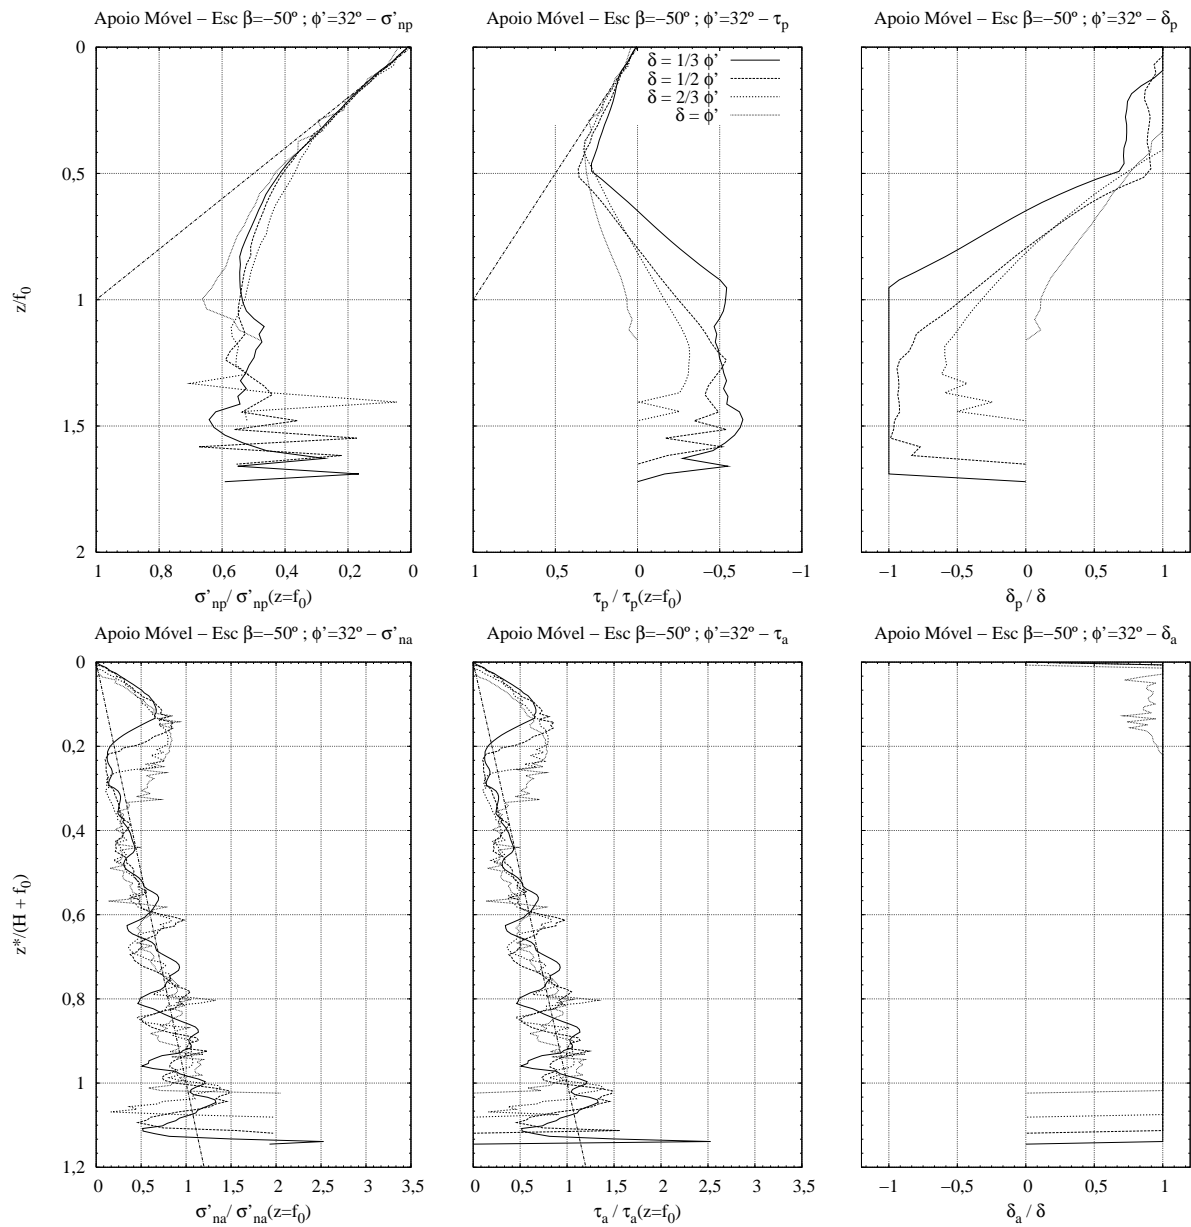 Apoio Móvel – Esc β=−50º ; ϕ'=32º − σ'np
Apoio Móvel – Esc β=−50º ; ϕ'=32º − τp
Apoio Móvel – Esc β=−50º ; ϕ'=32º − δp
δ = 1/3 ϕ'
δ = 1/2 ϕ'
δ = 2/3 ϕ'
δ = ϕ'
z/f0
0
0,5
1
1,5
2
1 0,8 0,6 0,4 0,2
σ'np/ σ'np(z=f0)
1 0,5 0 −0,5 −1
τp / τp(z=f0)
−1 −0,5 0 0,5 1
δp / δ
Apoio Móvel – Esc β=−50º ; ϕ'=32º − σ'na
Apoio Móvel – Esc β=−50º ; ϕ'=32º − τa
Apoio Móvel – Esc β=−50º ; ϕ'=32º − δa
z*/(H + f0)
0
0,2
0,4
0,6
0,8
1
1,2
0 0,5 1 1,5 2 2,5 3 3,5
σ'na/ σ'na(z=f0)
0 0,5 1 1,5 2 2,5 3 3,5
τa / τa(z=f0)
−1 −0,5 0 0,5 1
δa / δ